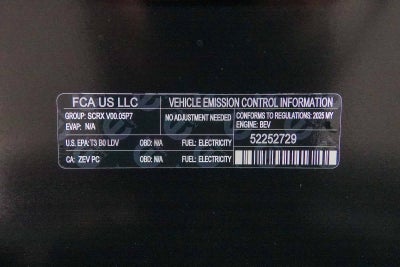 FCA US LLC VEHICLE EMISSION CONTROL INFORMATION
GROUP: SCRX V00.05P7 NO ADJUSTMENT NEEDED CONFORMS TO REGULATIONS: 2025 MY
EVAP: N/A ENGINE: BEV
U.S. EPA: T3 B0 LDV OBD: N/A FUEL: ELECTRICITY 52252729
CA: ZEV PC OBD: N/A FUEL: ELECTRICITY